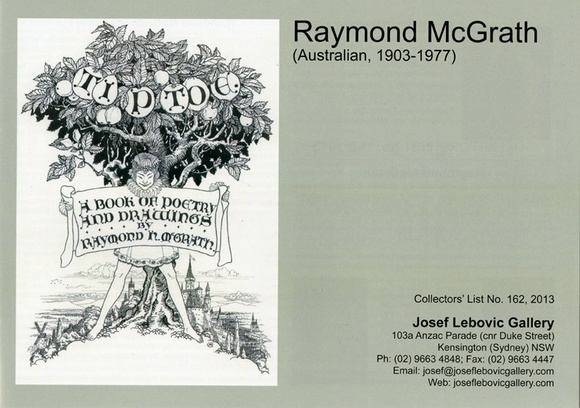 TIPTOE
A BOOK OF POETRY
AND DRAWINGS
BY
RAYMOND H. McGRATH
Raymond McGrath
(Australian, 1903-1977)
Collectors' List No. 162, 2013
Josef Lebovic Gallery
103a Anzac Parade (cnr Duke Street)
Kensington (Sydney) NSW
Ph: (02) 9663 4848; Fax: (02) 9663 4447
Email: josef@joseflebovicgallery.com
Web: joseflebovicgallery.com